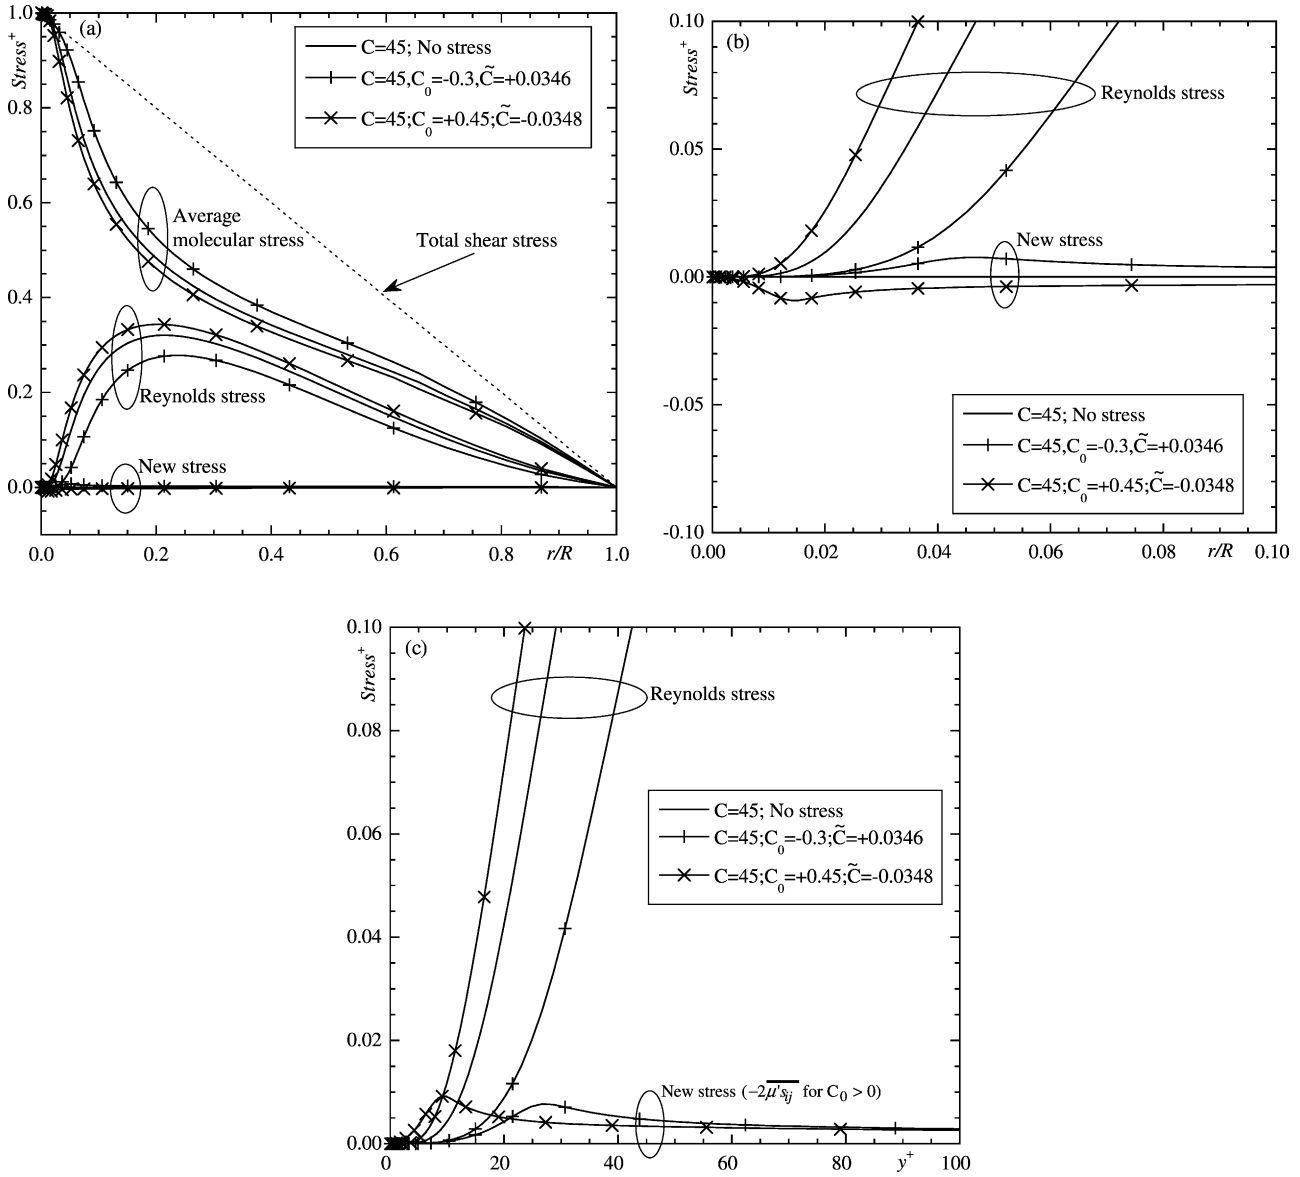 (a)
Stress+
1.0
0.8
0.6
0.4
0.2
0.0
C=45; No stress
C=45,C0=-0.3,C̃=+0.0346
C=45;C0=+0.45;C̃=-0.0348
Average
molecular stress
Total shear stress
Reynolds stress
New stress
0.0 0.2 0.4 0.6 0.8 r/R 1.0
(b)
Stress+
0.10
0.05
0.00
-0.05
-0.10
Reynolds stress
New stress
C=45; No stress
C=45,C0=-0.3,C̃=+0.0346
C=45;C0=+0.45;C̃=-0.0348
0.00 0.02 0.04 0.06 0.08 r/R 0.10
(c)
Stress+
0.10
0.08
0.06
0.04
0.02
0.00
Reynolds stress
C=45; No stress
C=45;C0=-0.3;C̃=+0.0346
C=45;C0=+0.45;C̃=-0.0348
New stress (-2μ's_ij for C0 > 0)
0 20 40 60 80 y+ 100